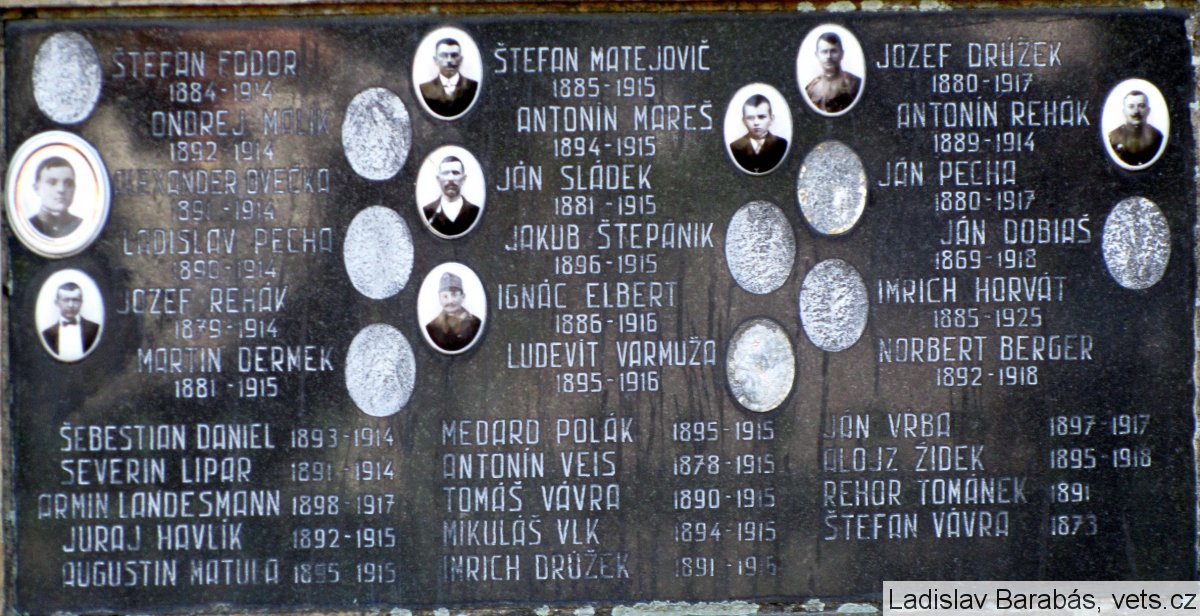 ŠTEFAN FODOR
1884-1914
ONDREJ MALIK
1892-1914
ALEXANDER OVEČKA
1914
LADISLAV PECHA
1890-1914
JOZEF REHÁK
1879-1914
MARTIN DERMEK
1881-1915
ŠTEFAN MATEJOVIČ
1885-1915
ANTONÍN MAREŠ
1894-1915
JÁN SLÁDEK
1881-1915
JAKUB ŠTEPÁNIK
1896-1915
IGNÁC ELBERT
1886-1916
LUDEVÍT VARMUŽA
1895-1916
JOZEF DRÚŽEK
1880-1917
ANTONÍN REHÁK
1889-1914
JÁN PECHA
1880-1917
JÁN DOBIAŠ
1869-1918
IMRICH HORVÁT
1885-1925
NORBERT BERGER
1892-1918
ŠEBESTIAN DANIEL 1893-1914
SEVERIN LIPAR 1891-1914
ARMIN LANDESMANN 1898-1917
JURAJ HAVLÍK 1892-1915
AUGUSTIN MATULA 1895 1915
MEDARD POLÁK 1895-1915
ANTONÍN VEIS 1878-1915
TOMÁŠ VÁVRA 1890-1915
MIKULÁŠ VLK 1894-1915
IMRICH DRÚŽEK 1891-1916
JÁN VRBA 1897-1917
ALOJZ ŽIDEK 1895-1918
REHOR TOMÁNEK 1891
ŠTEFAN VÁVRA 1873
Ladislav Barabás, vets.cz